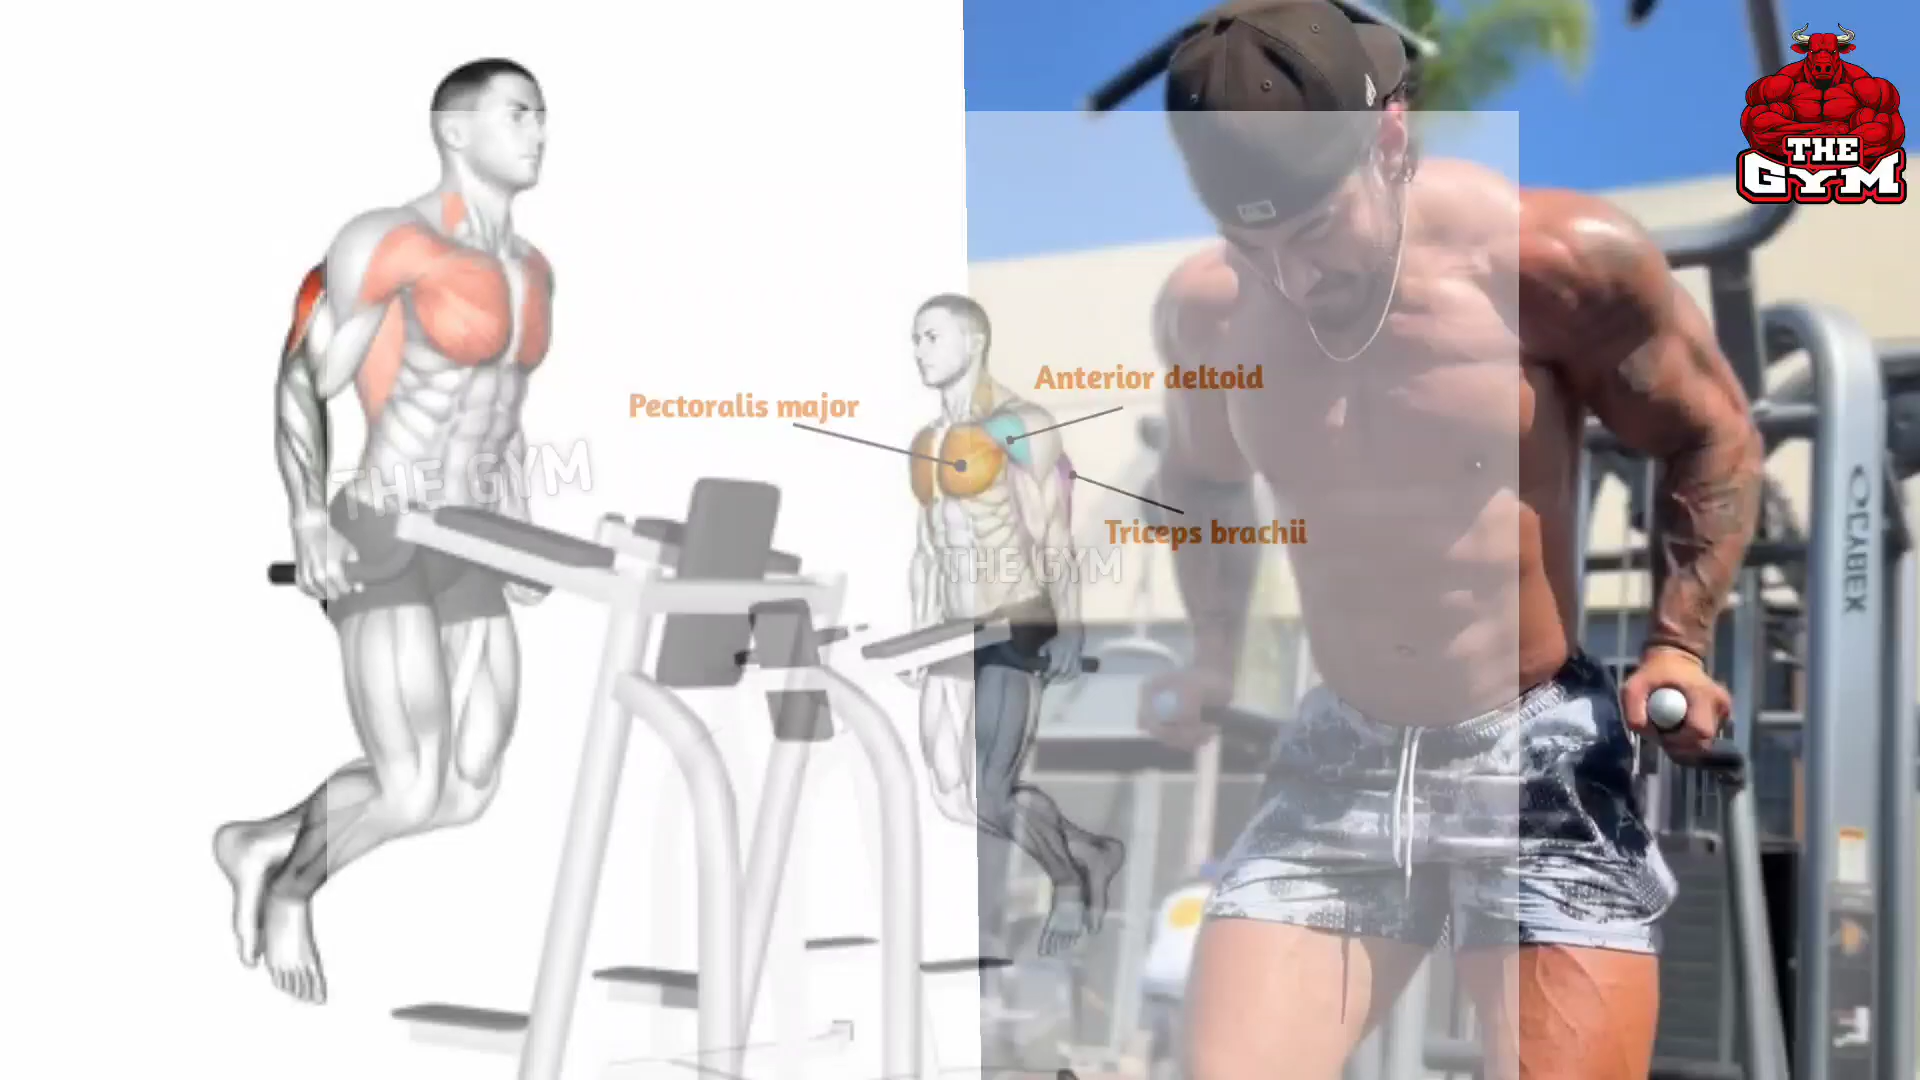 THE
GYM
Anterior deltoid
Pectoralis major
THE GYM
Triceps brachii
THE GYM
CYBEX